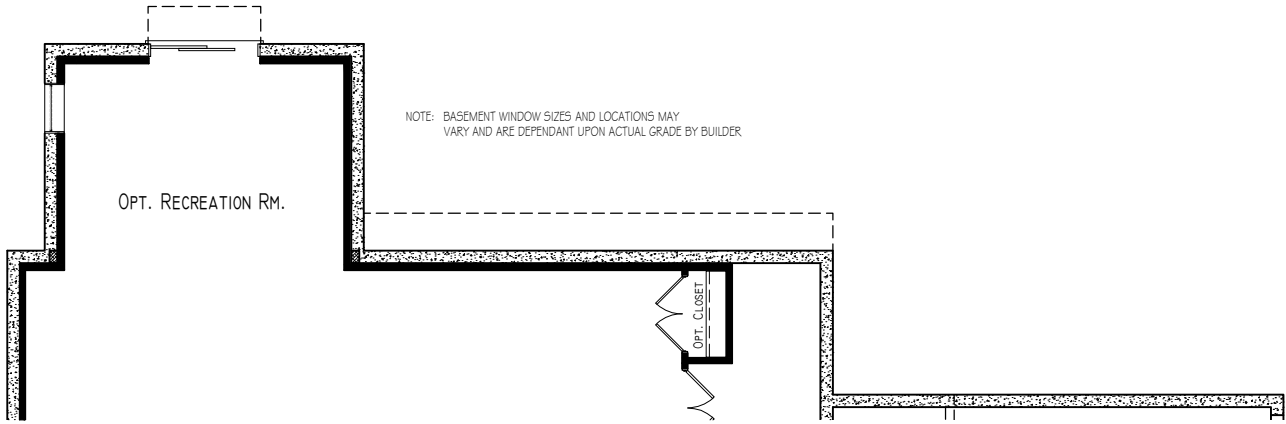 NOTE: BASEMENT WINDOW SIZES AND LOCATIONS MAY
VARY AND ARE DEPENDANT UPON ACTUAL GRADE BY BUILDER
OPT. RECREATION RM.
OPT. CLOSET